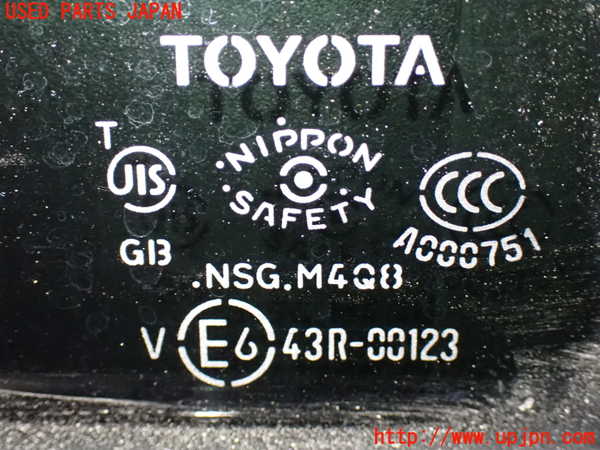 USED PARTS JAPAN
TOYOTA
T
JIS
.NIPPON.
.SAFETY.
CCC
A000751
GB
.NSG.M4Q8
V E6 43R-00123
http://www.upjpn.com/